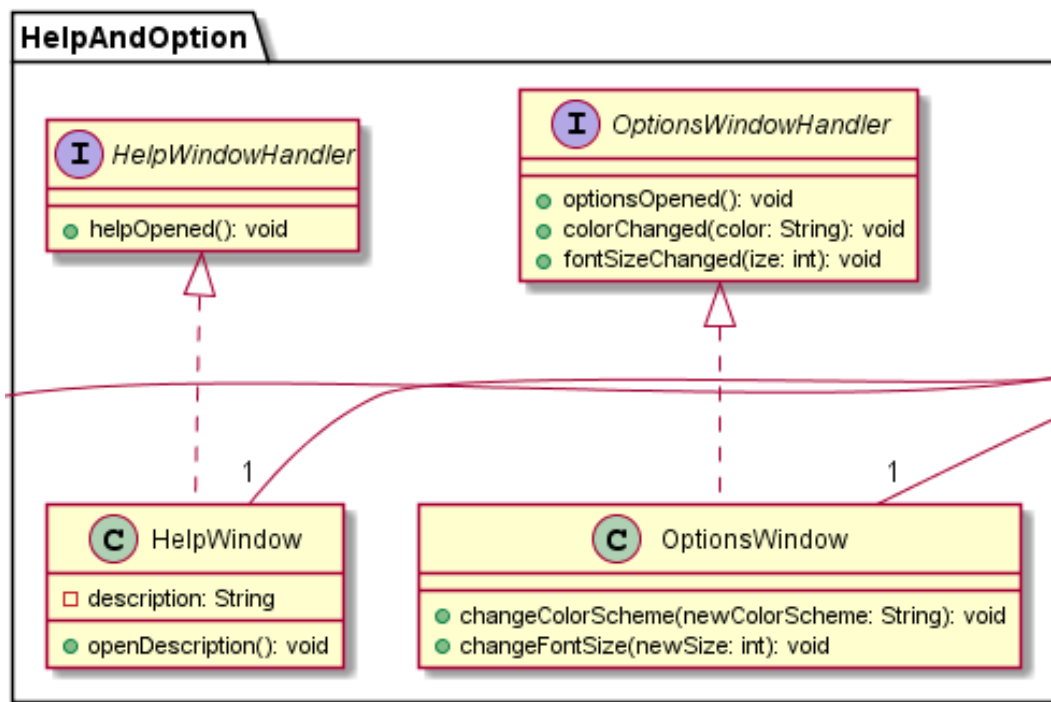 HelpAndOption
I HelpWindowHandler
helpOpened(): void
I OptionsWindowHandler
optionsOpened(): void
colorChanged(color: String): void
fontSizeChanged(ize: int): void
1
1
C HelpWindow
description: String
openDescription(): void
C OptionsWindow
changeColorScheme(newColorScheme: String): void
changeFontSize(newSize: int): void